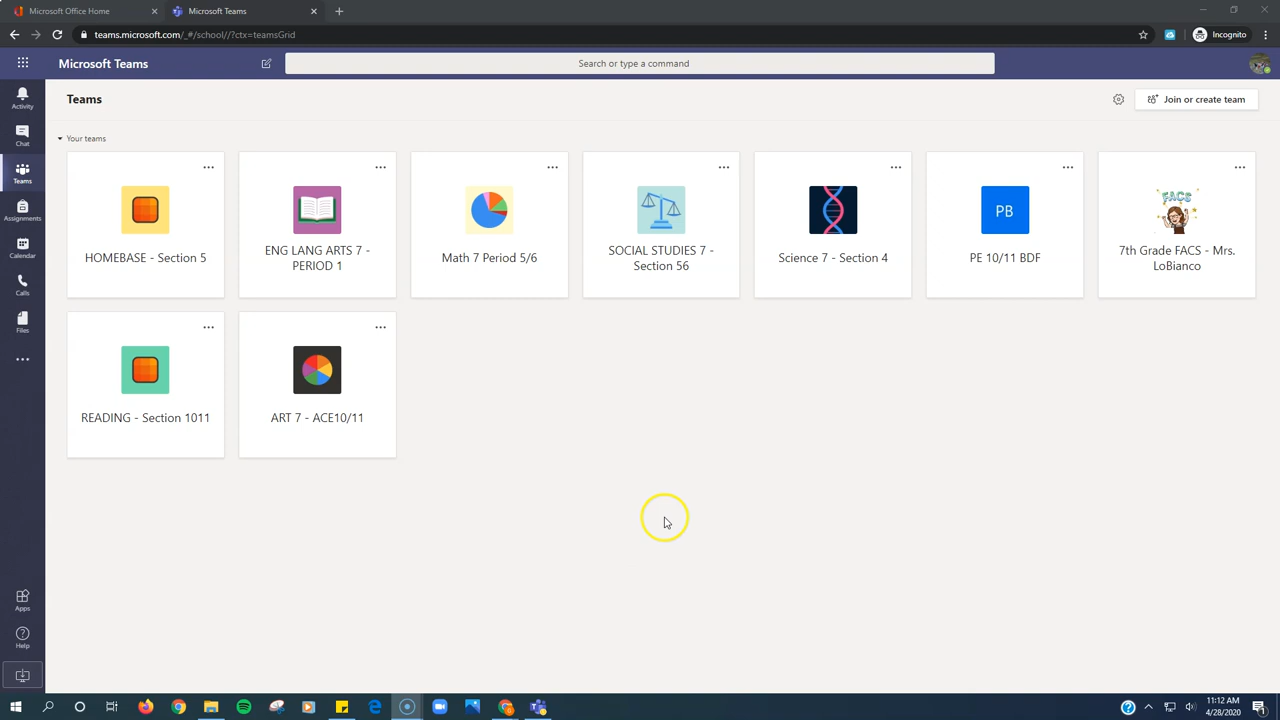 Microsoft Office Home
Microsoft Teams
teams.microsoft.com/_#/school//?ctx=teamsGrid
Incognito
Microsoft Teams
Search or type a command
Activity
Chat
Teams
Assignments
Calendar
Calls
Files
Apps
Help
Teams
Join or create team
Your teams
HOMEBASE - Section 5
ENG LANG ARTS 7 -
PERIOD 1
Math 7 Period 5/6
SOCIAL STUDIES 7 -
Section 56
Science 7 - Section 4
PB
PE 10/11 BDF
FACS
7th Grade FACS - Mrs.
LoBianco
READING - Section 1011
ART 7 - ACE10/11
11:12 AM
4/28/2020